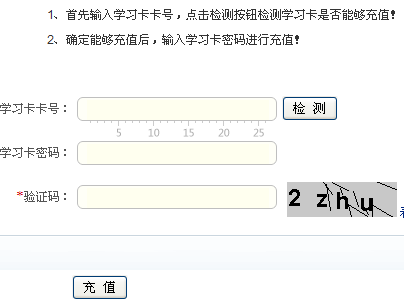 1、首先输入学习卡卡号，点击检测按钮检测学习卡是否能够充值!
2、确定能够充值后，输入学习卡密码进行充值!
学习卡卡号： 检 测
5 10 15 20 25
学习卡密码：
*验证码： 2 z h u
充 值